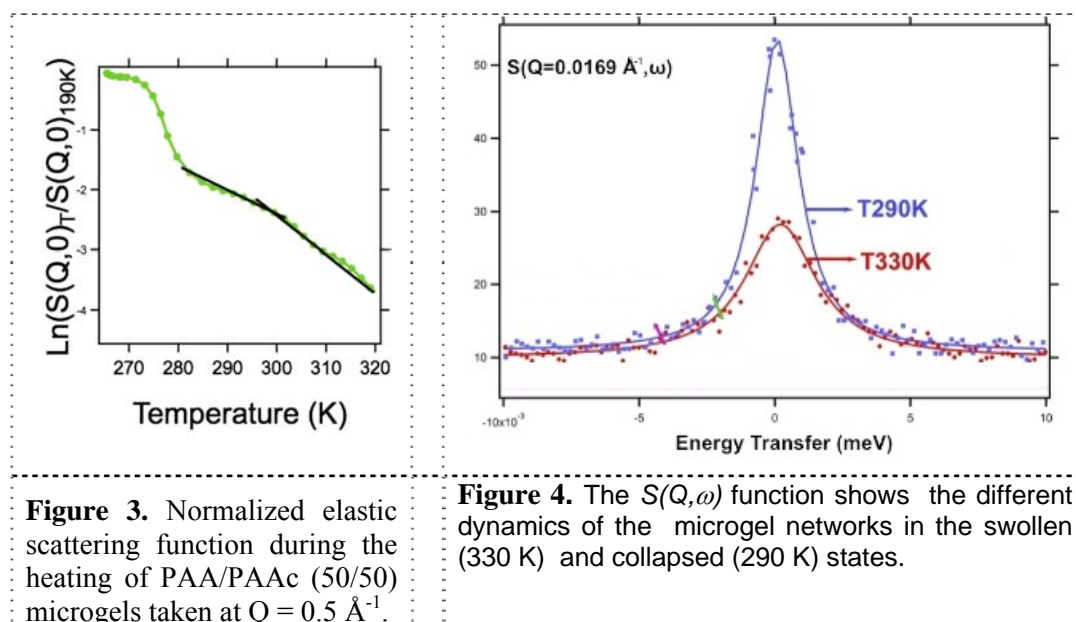 Ln(S(Q,0)T/S(Q,0)190K)
-1
-2
-3
-4
270 280 290 300 310 320
Temperature (K)
S(Q=0.0169 Å-1,ω)
50
40
30
20
10
T290K
T330K
-10x10-3
-5
0
5
10
Energy Transfer (meV)
Figure 3. Normalized elastic
scattering function during the
heating of PAA/PAAc (50/50)
microgels taken at Q = 0.5 Å-1.
Figure 4. The S(Q,ω) function shows the different
dynamics of the microgel networks in the swollen
(330 K) and collapsed (290 K) states.